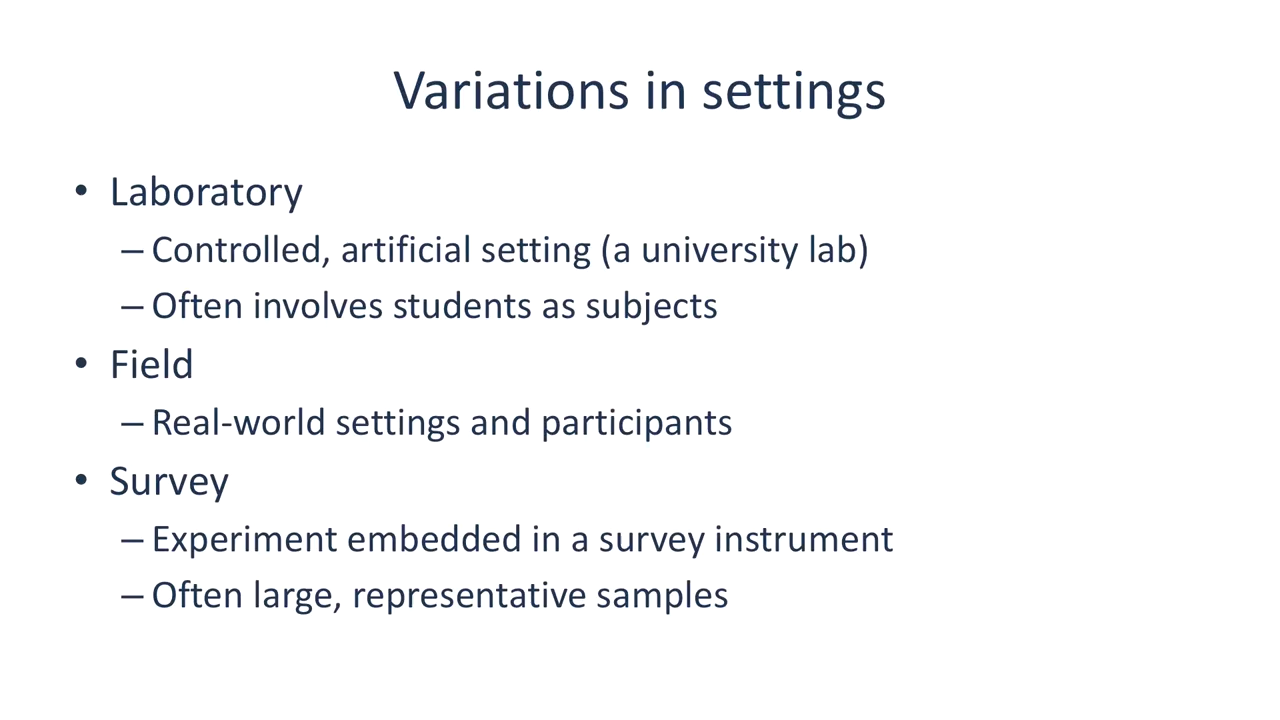 Variations in settings
• Laboratory
– Controlled, artificial setting (a university lab)
– Often involves students as subjects
• Field
– Real-world settings and participants
• Survey
– Experiment embedded in a survey instrument
– Often large, representative samples